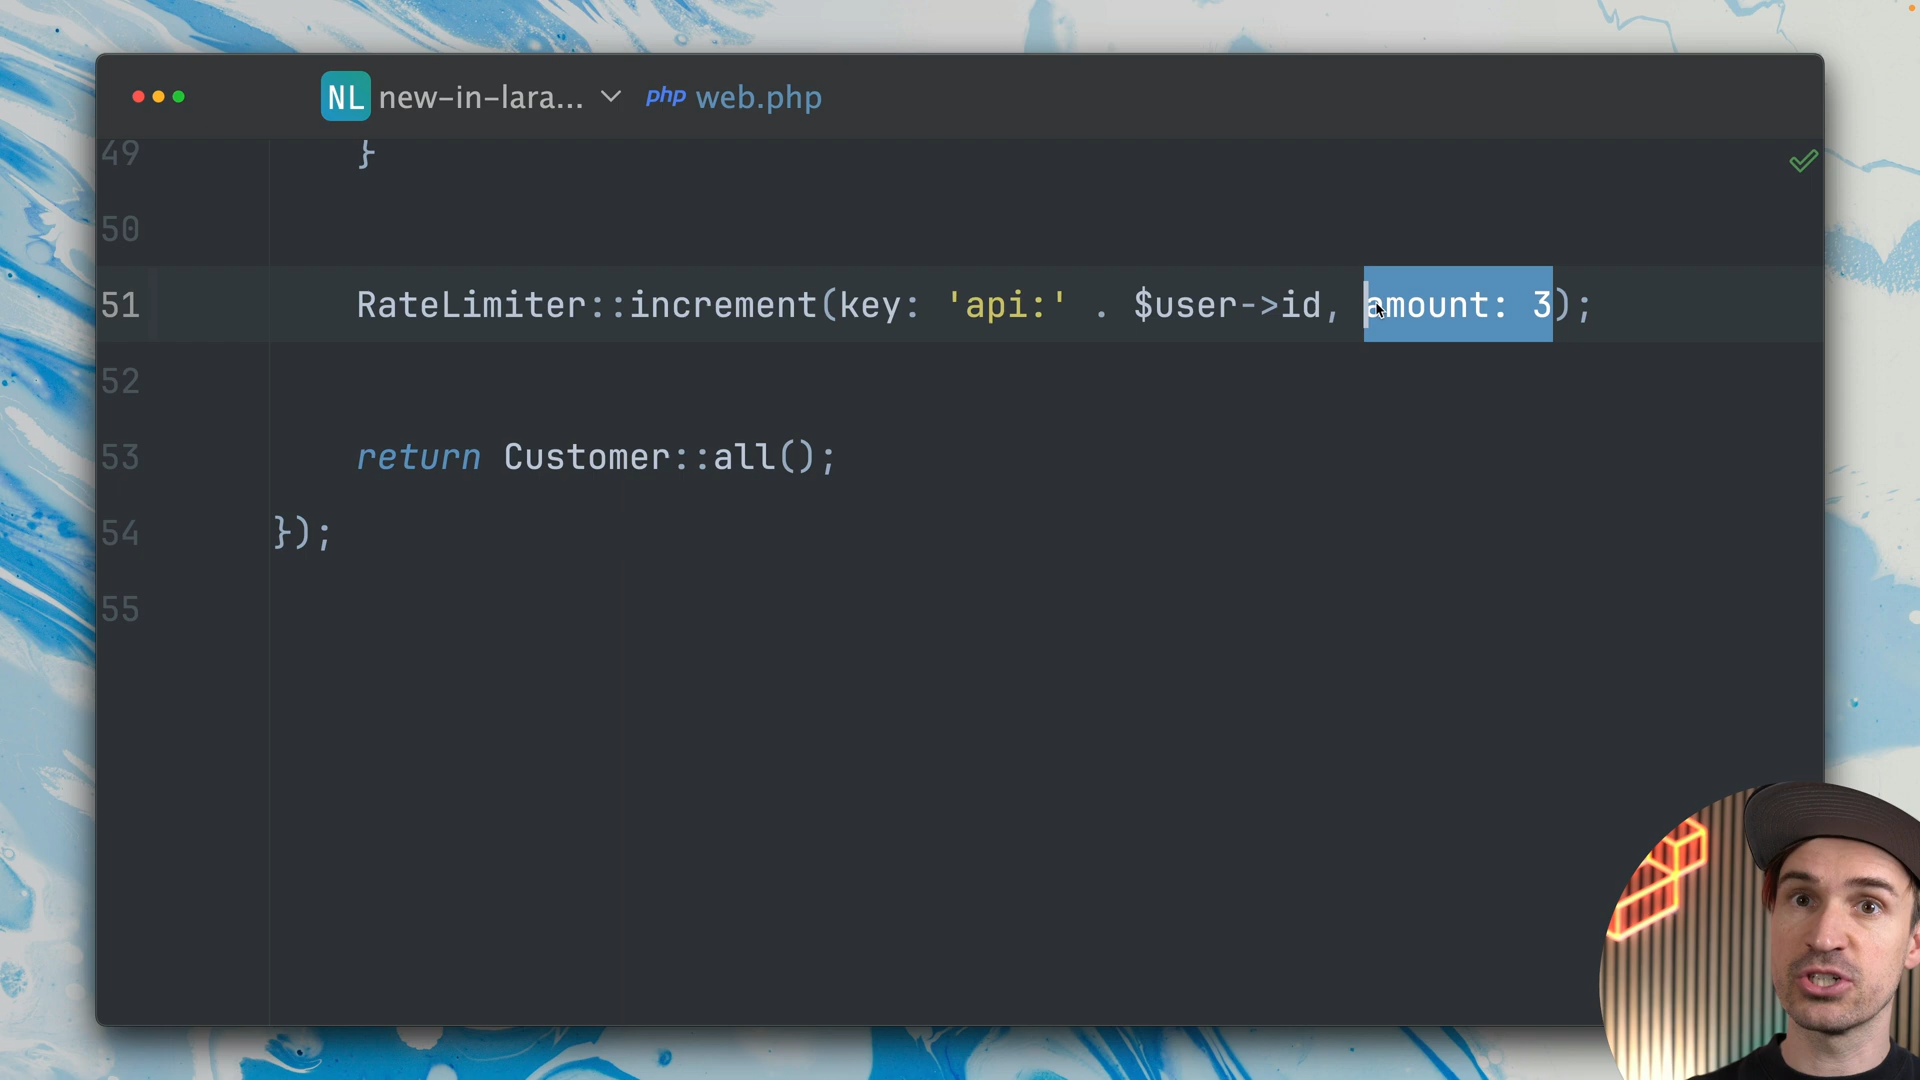 NL new-in-lara... php web.php
49 }
50
51 RateLimiter::increment(key: 'api:' . $user->id, amount: 3);
52
53 return Customer::all();
54 });
55